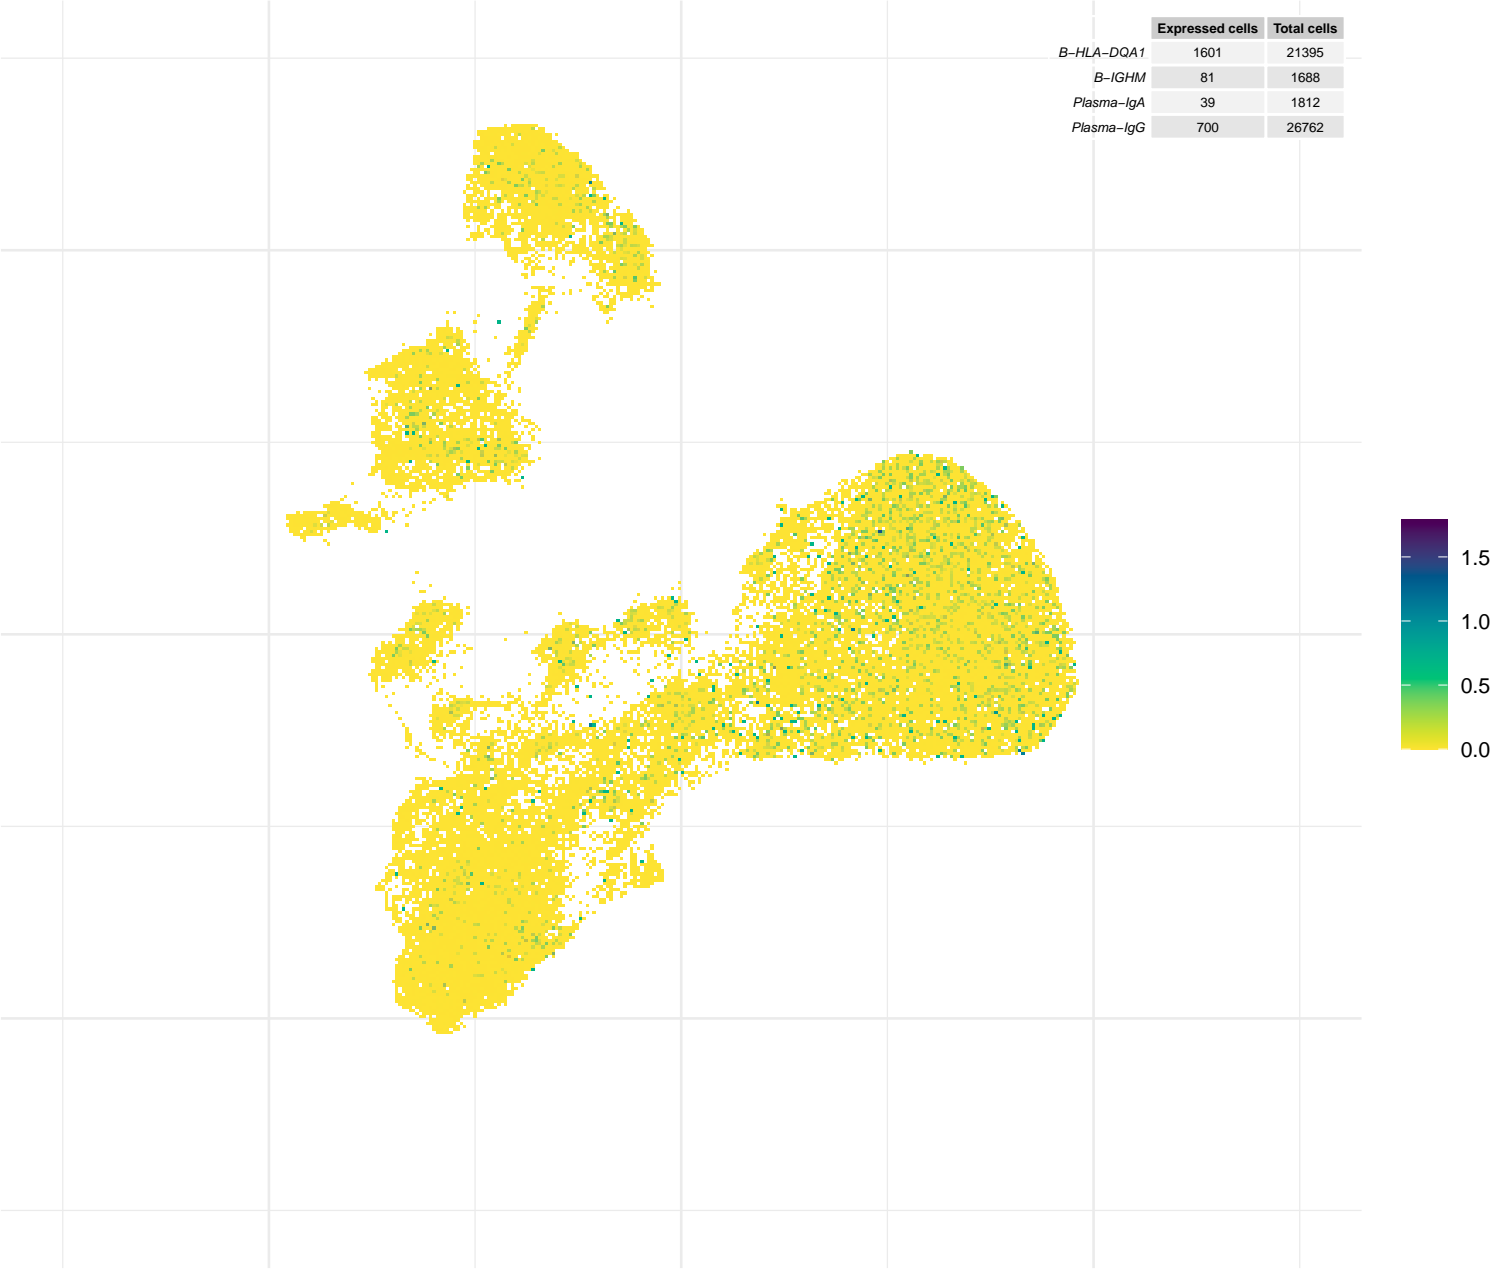 Expressed cells Total cells
B−HLA−DQA1 1601 21395
B−IGHM 81 1688
Plasma−IgA 39 1812
Plasma−IgG 700 26762
1.5
1.0
0.5
0.0